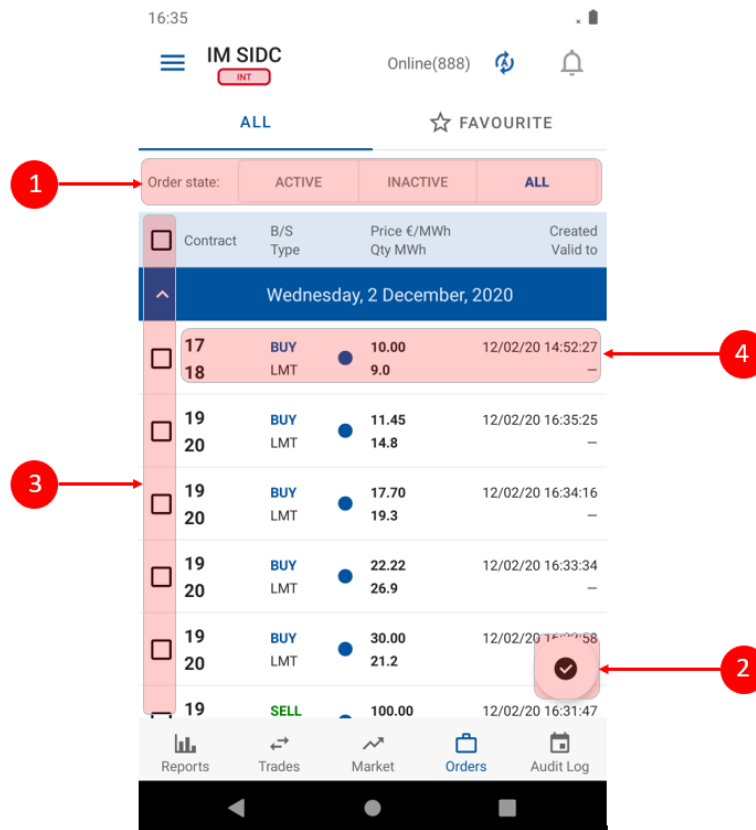 16:35
IM SIDC
INT
Online(888)
ALL
FAVOURITE
1
Order state:
ACTIVE
INACTIVE
ALL
Contract
B/S
Type
Price €/MWh
Qty MWh
Created
Valid to
Wednesday, 2 December, 2020
17 BUY 10.00 12/02/20 14:52:27
18 LMT 9.0 –
4
19 BUY 11.45 12/02/20 16:35:25
20 LMT 14.8 –
3
19 BUY 17.70 12/02/20 16:34:16
20 LMT 19.3 –
19 BUY 22.22 12/02/20 16:33:34
20 LMT 26.9 –
19 BUY 30.00 12/02/20
20 LMT 21.2
2
19 SELL 100.00 12/02/20 16:31:47
Reports
Trades
Market
Orders
Audit Log